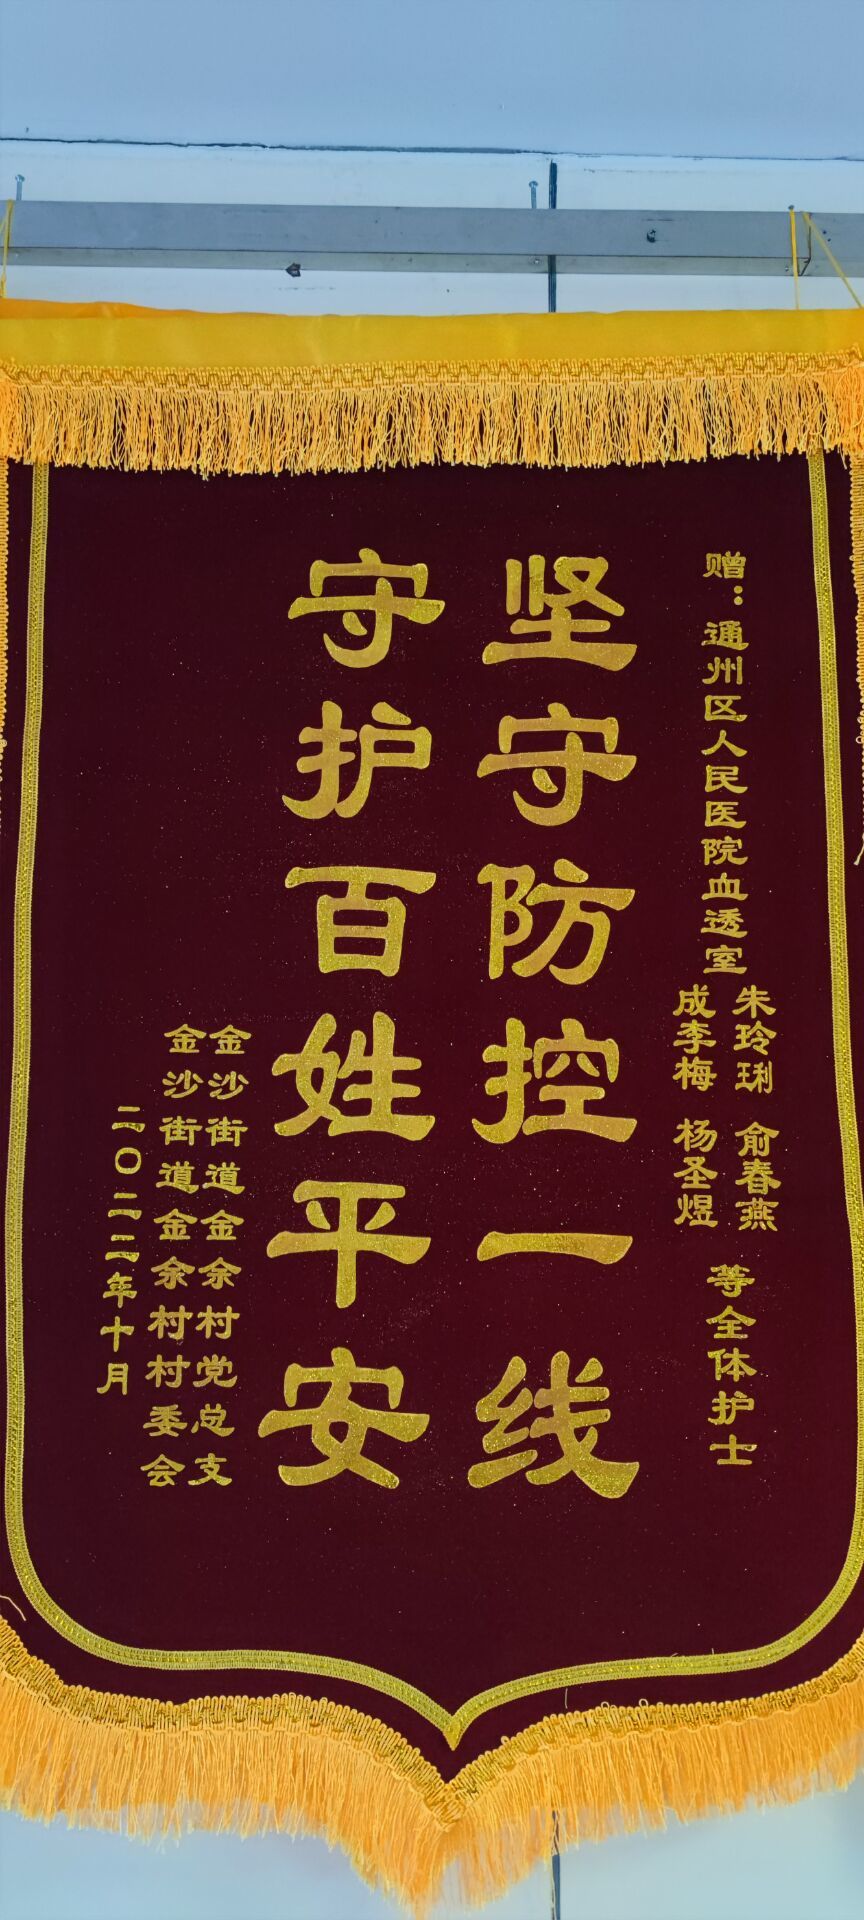 赠：通州区人民医院血透室
朱玲琍 俞春燕
成李梅 杨圣煜
等全体护士
坚守防控一线
守护百姓平安
金沙街道金余村党总支
金沙街道金余村村委会
二〇二二年十月